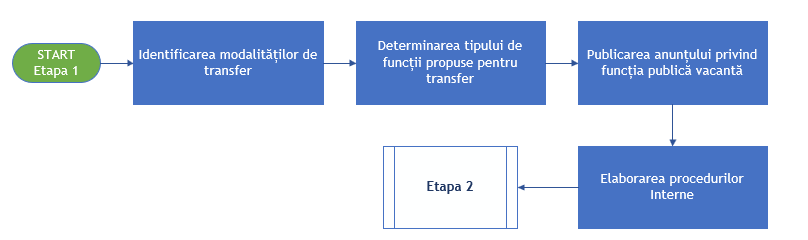 START
Etapa 1
Identificarea modalităților de
transfer
Determinarea tipului de
funcții propuse pentru
transfer
Publicarea anunțului privind
funcția publică vacantă
Elaborarea procedurilor
Interne
Etapa 2